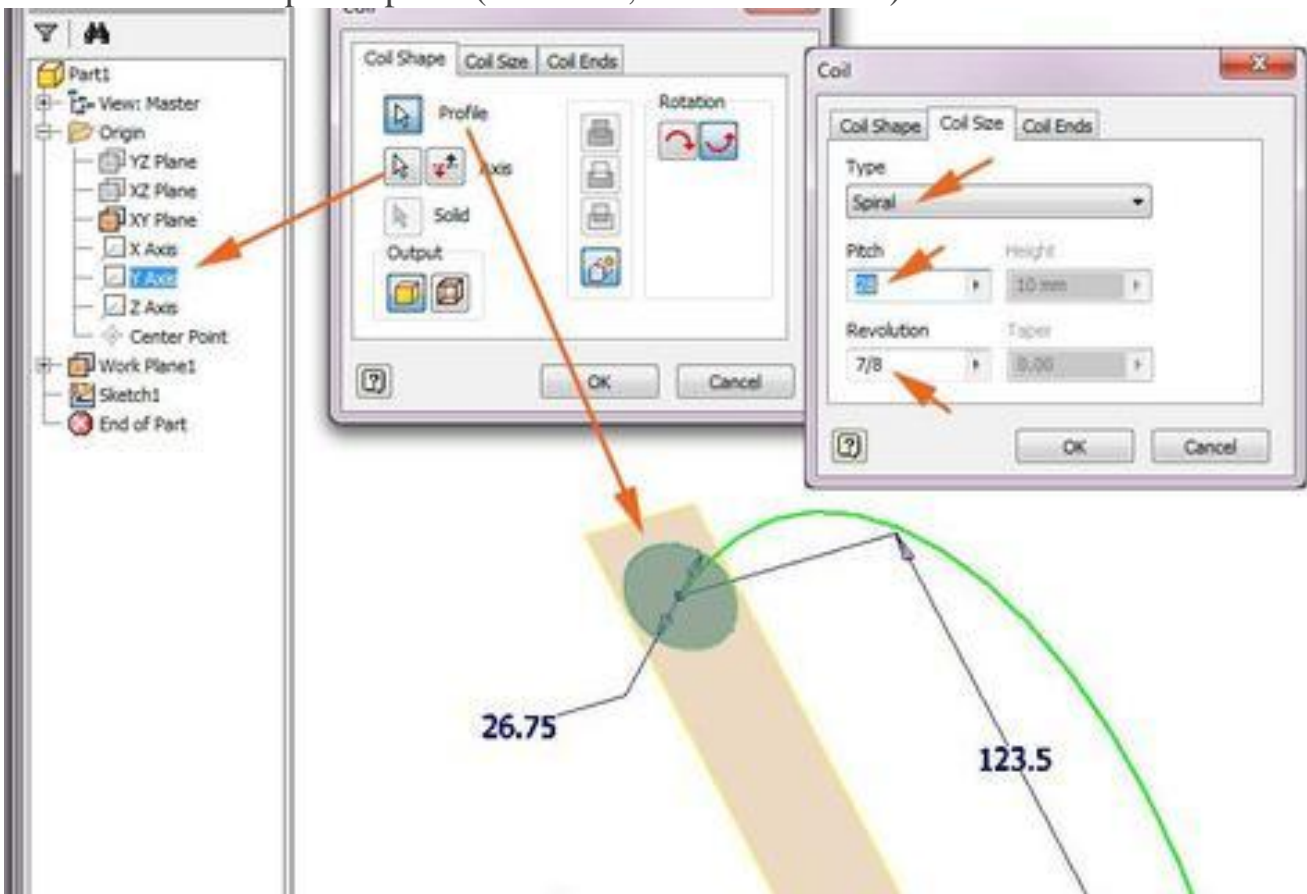 Part1
View: Master
Origin
YZ Plane
XZ Plane
XY Plane
X Axis
Y Axis
Z Axis
Center Point
Work Plane1
Sketch1
End of Part
Coil Shape
Coil Size
Coil Ends
Profile
Axis
Solid
Output
Rotation
OK
Cancel
Coil
Coil Shape
Coil Size
Coil Ends
Type
Spiral
Pitch
Height
10 mm
Revolution
Taper
7/8
0.00
OK
Cancel
26.75
123.5